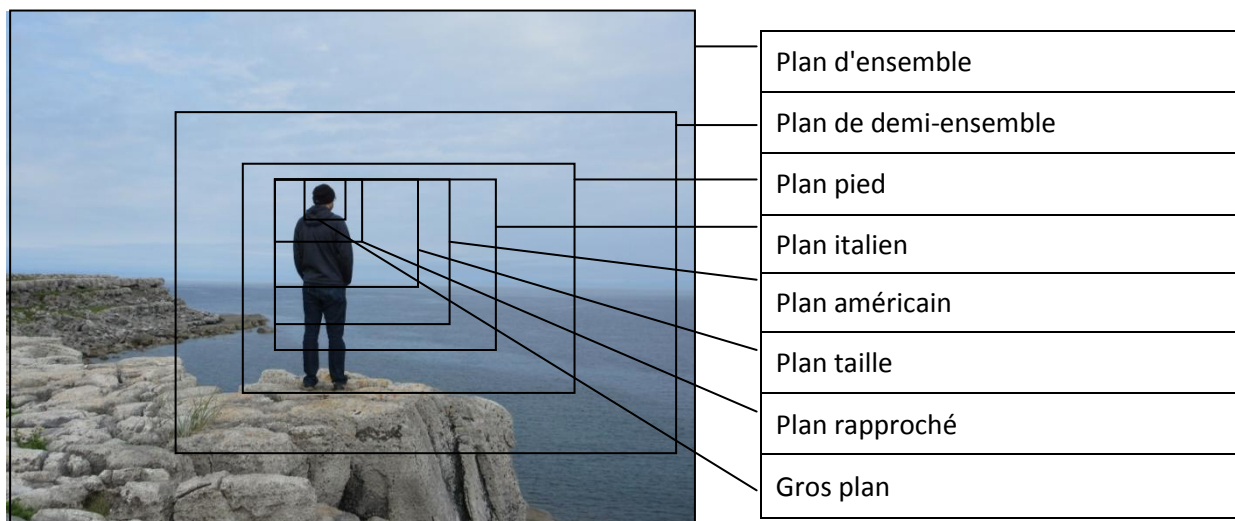 Plan d'ensemble
Plan de demi-ensemble
Plan pied
Plan italien
Plan américain
Plan taille
Plan rapproché
Gros plan